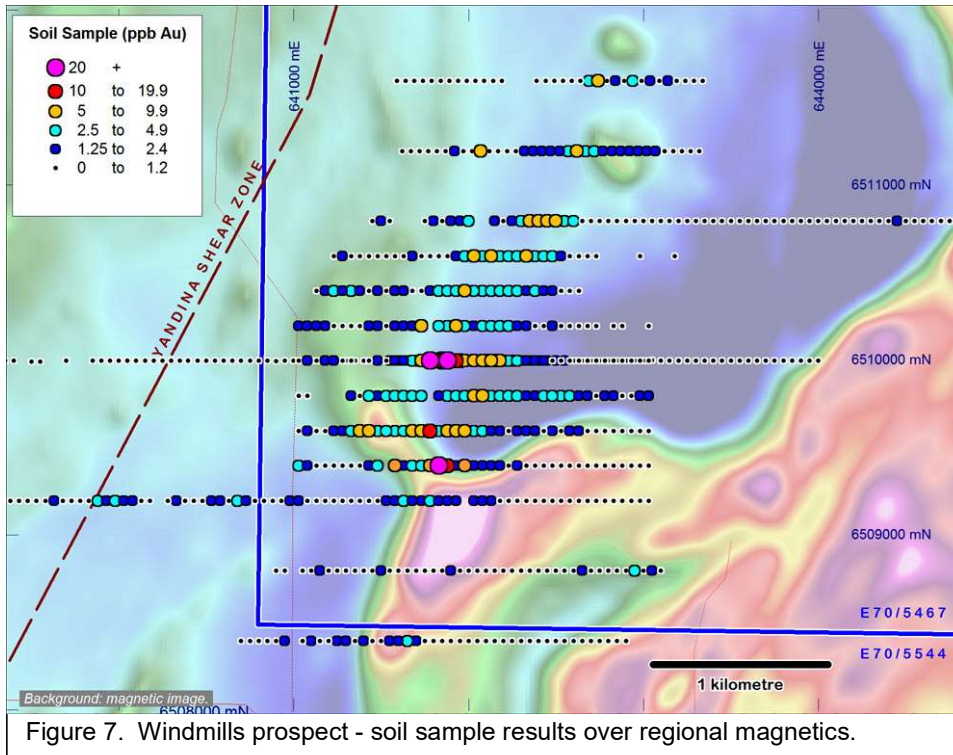 Soil Sample (ppb Au)
20 +
10 to 19.9
5 to 9.9
2.5 to 4.9
1.25 to 2.4
0 to 1.2
641000 mE
644000 mE
YANDINA SHEAR ZONE
6511000 mN
6510000 mN
6509000 mN
E70/5467
E70/5544
1 kilometre
Background: magnetic image.
6508000 mN
Figure 7. Windmills prospect - soil sample results over regional magnetics.